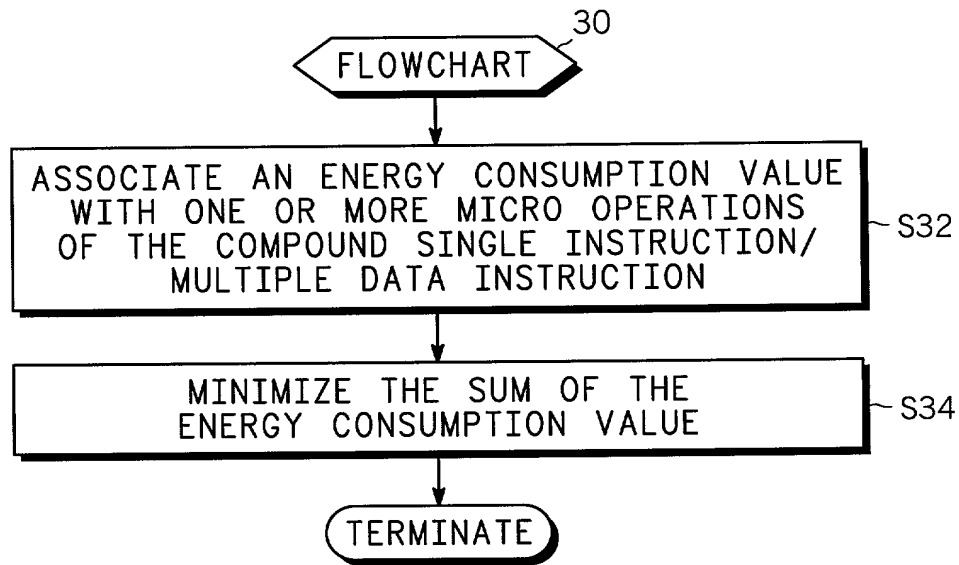 30
FLOWCHART
ASSOCIATE AN ENERGY CONSUMPTION VALUE
WITH ONE OR MORE MICRO OPERATIONS
OF THE COMPOUND SINGLE INSTRUCTION/
MULTIPLE DATA INSTRUCTION
S32
MINIMIZE THE SUM OF THE
ENERGY CONSUMPTION VALUE
S34
TERMINATE